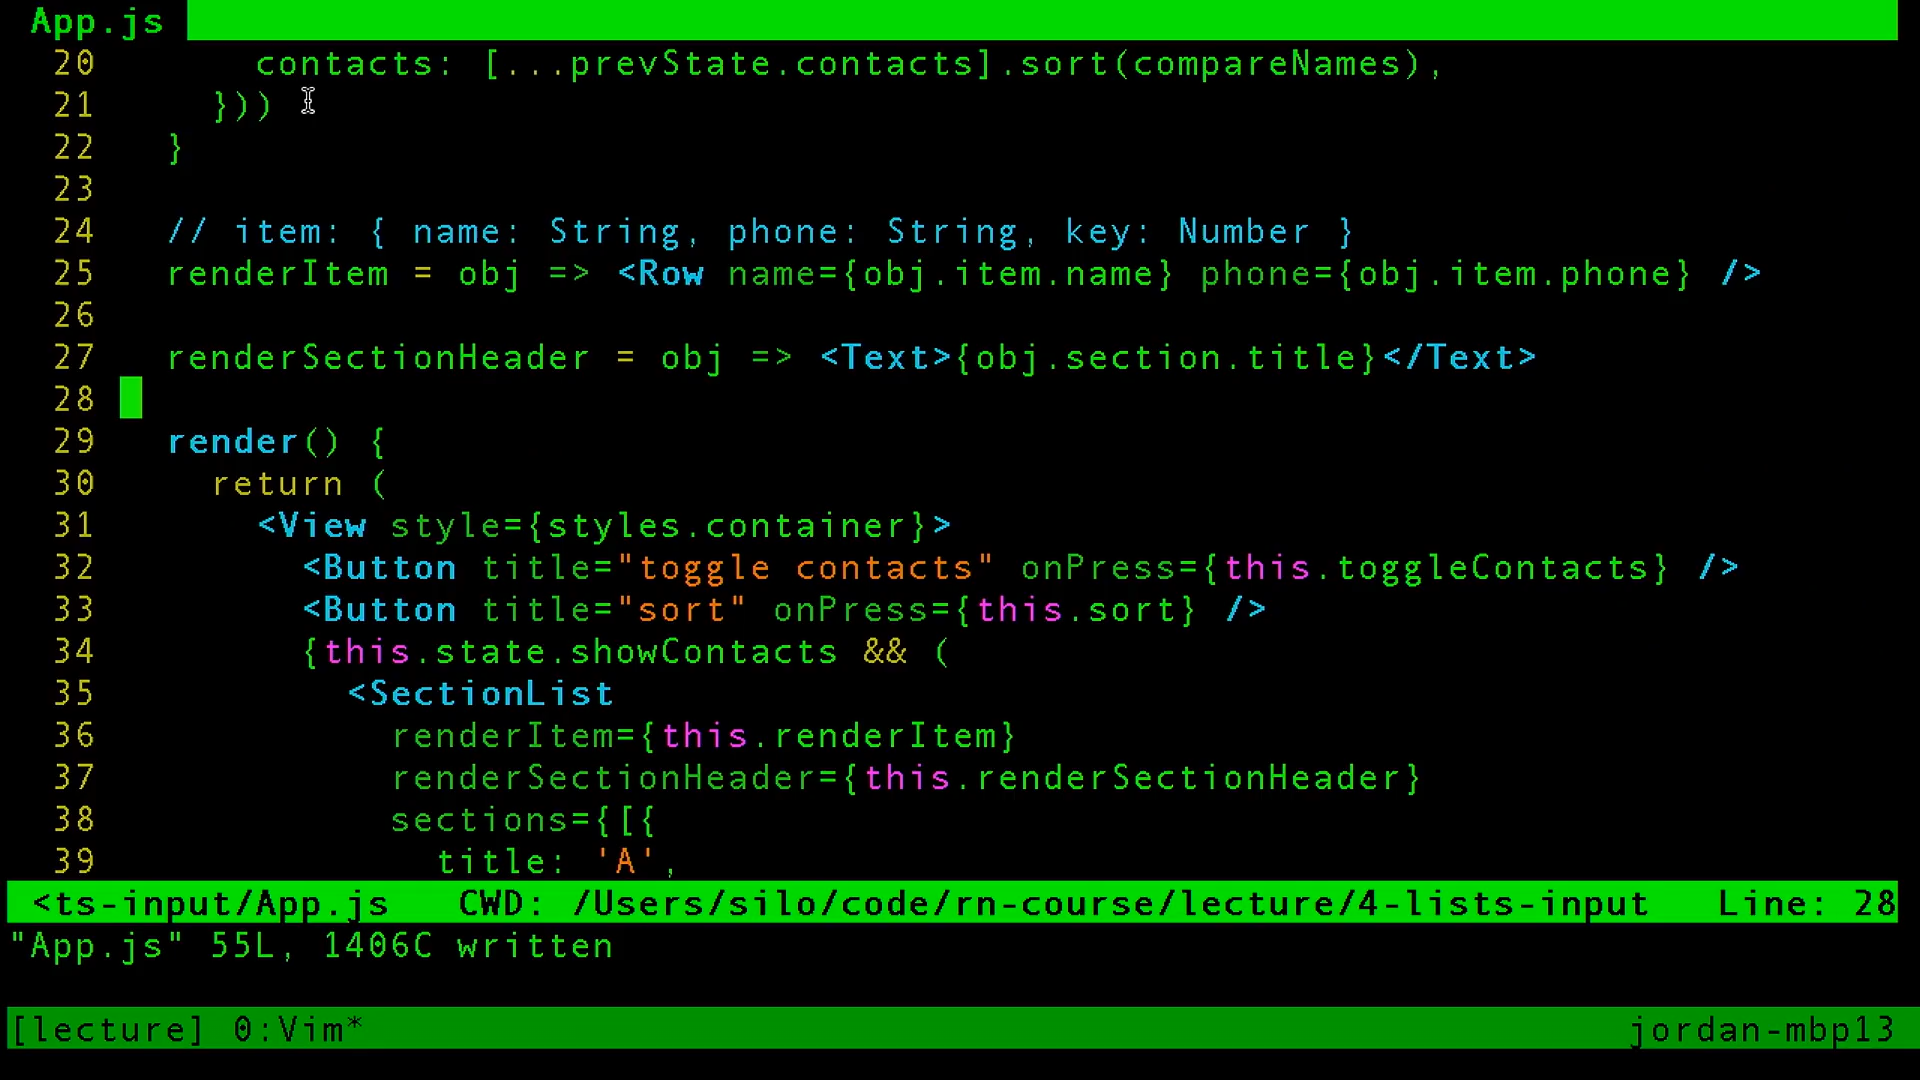 App.js
20 contacts: [...prevState.contacts].sort(compareNames),
21 }))
22 }
23
24 // item: { name: String, phone: String, key: Number }
25 renderItem = obj => <Row name={obj.item.name} phone={obj.item.phone} />
26
27 renderSectionHeader = obj => <Text>{obj.section.title}</Text>
28
29 render() {
30 return (
31 <View style={styles.container}>
32 <Button title="toggle contacts" onPress={this.toggleContacts} />
33 <Button title="sort" onPress={this.sort} />
34 {this.state.showContacts && (
35 <SectionList
36 renderItem={this.renderItem}
37 renderSectionHeader={this.renderSectionHeader}
38 sections={[{
39 title: 'A',
<ts-input/App.js CWD: /Users/silo/code/rn-course/lecture/4-lists-input Line: 28
"App.js" 55L, 1406C written
[lecture] 0:Vim* jordan-mbp13